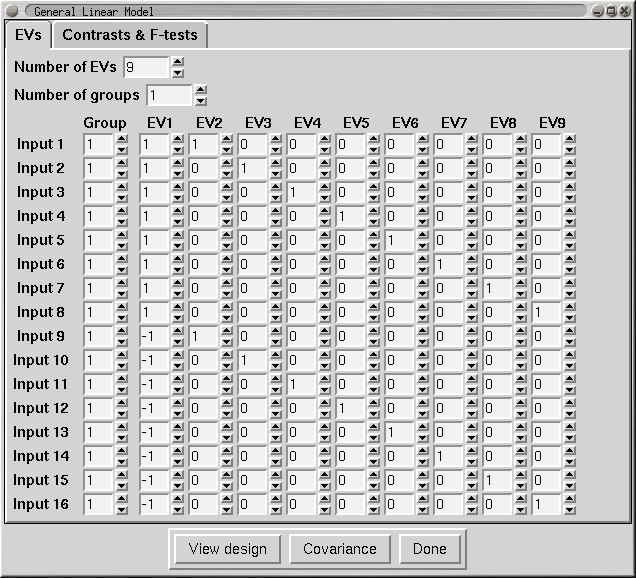 General Linear Model
EVs Contrasts & F-tests
Number of EVs 9
Number of groups 1
Group EV1 EV2 EV3 EV4 EV5 EV6 EV7 EV8 EV9
Input 1 1 1 1 0 0 0 0 0 0 0
Input 2 1 1 0 1 0 0 0 0 0 0
Input 3 1 1 0 0 1 0 0 0 0 0
Input 4 1 1 0 0 0 1 0 0 0 0
Input 5 1 1 0 0 0 0 1 0 0 0
Input 6 1 1 0 0 0 0 0 1 0 0
Input 7 1 1 0 0 0 0 0 0 1 0
Input 8 1 1 0 0 0 0 0 0 0 1
Input 9 1 -1 1 0 0 0 0 0 0 0
Input 10 1 -1 0 1 0 0 0 0 0 0
Input 11 1 -1 0 0 1 0 0 0 0 0
Input 12 1 -1 0 0 0 1 0 0 0 0
Input 13 1 -1 0 0 0 0 1 0 0 0
Input 14 1 -1 0 0 0 0 0 1 0 0
Input 15 1 -1 0 0 0 0 0 0 1 0
Input 16 1 -1 0 0 0 0 0 0 0 1
View design Covariance Done